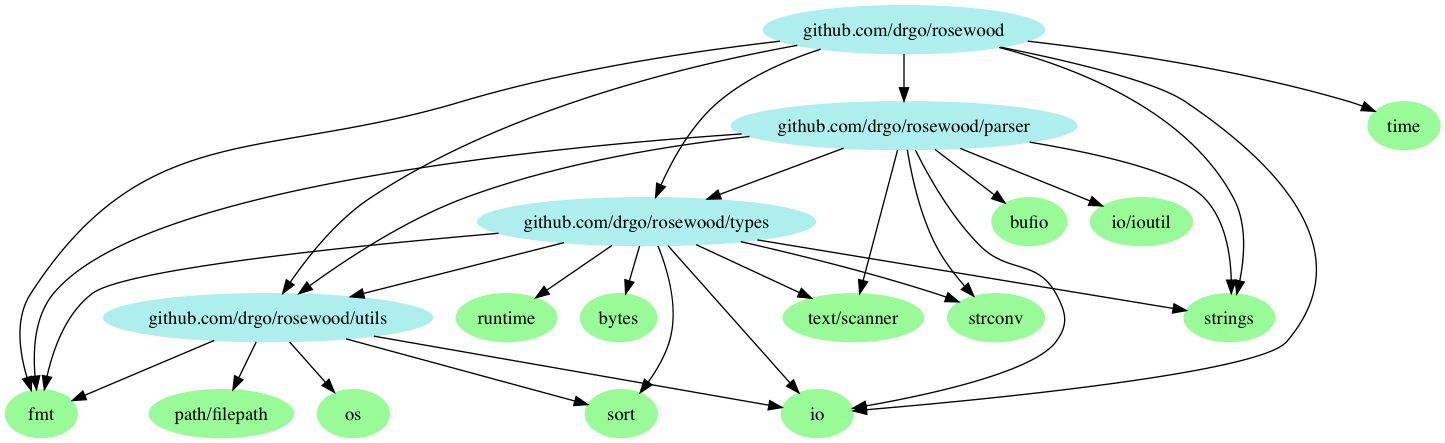 github.com/drgo/rosewood
github.com/drgo/rosewood/parser
time
github.com/drgo/rosewood/types
bufio
io/ioutil
github.com/drgo/rosewood/utils
runtime
bytes
text/scanner
strconv
strings
fmt
path/filepath
os
sort
io